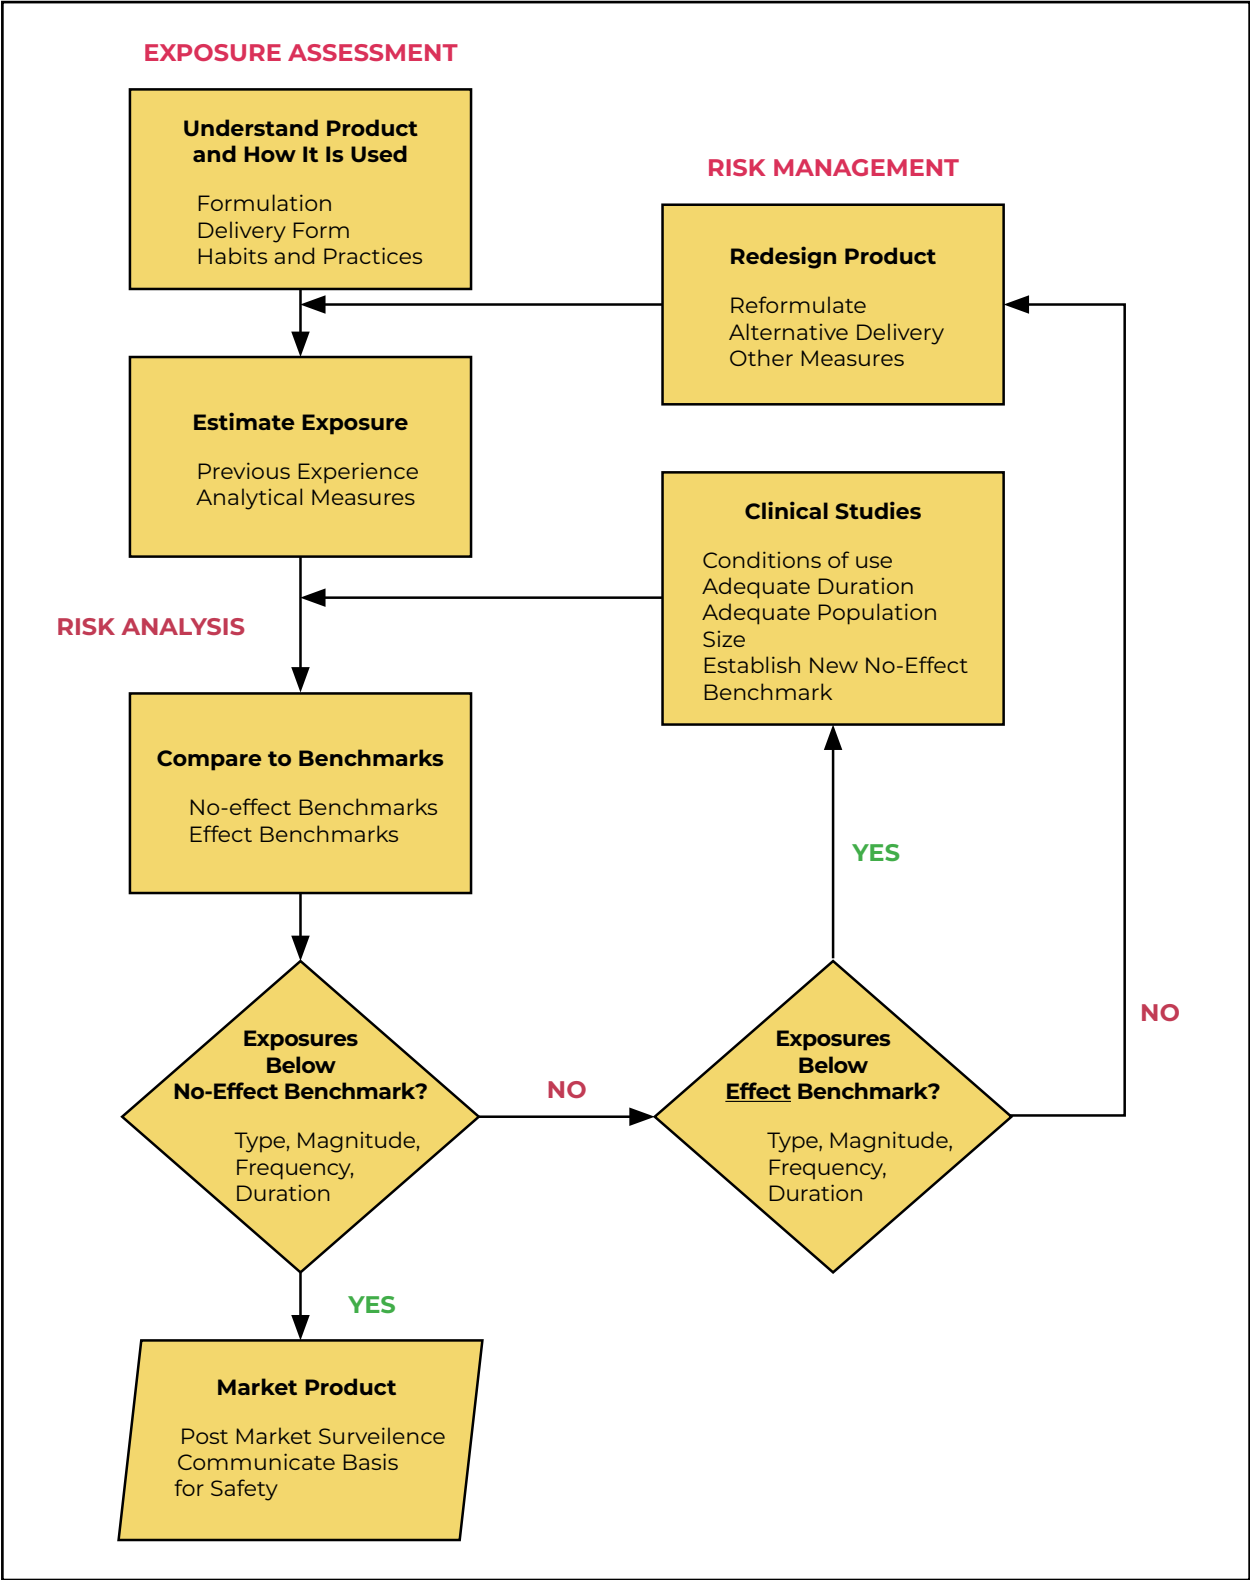 EXPOSURE ASSESSMENT
Understand Product
and How It Is Used
Formulation
Delivery Form
Habits and Practices
RISK MANAGEMENT
Redesign Product
Reformulate
Alternative Delivery
Other Measures
Estimate Exposure
Previous Experience
Analytical Measures
Clinical Studies
Conditions of use
Adequate Duration
Adequate Population
Size
Establish New No-Effect
Benchmark
RISK ANALYSIS
Compare to Benchmarks
No-effect Benchmarks
Effect Benchmarks
YES
NO
Exposures
Below
No-Effect Benchmark?
Type, Magnitude,
Frequency,
Duration
NO
Exposures
Below
Effect Benchmark?
Type, Magnitude,
Frequency,
Duration
YES
Market Product
Post Market Surveilence
Communicate Basis
for Safety